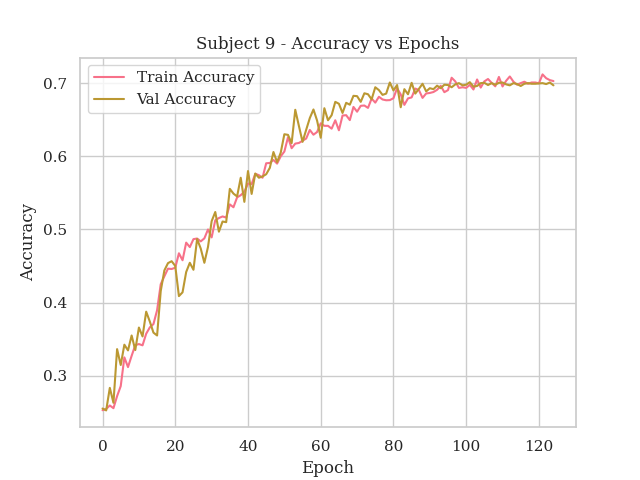 Subject 9 - Accuracy vs Epochs
Train Accuracy
Val Accuracy
Accuracy
0.7
0.6
0.5
0.4
0.3
0 20 40 60 80 100 120
Epoch